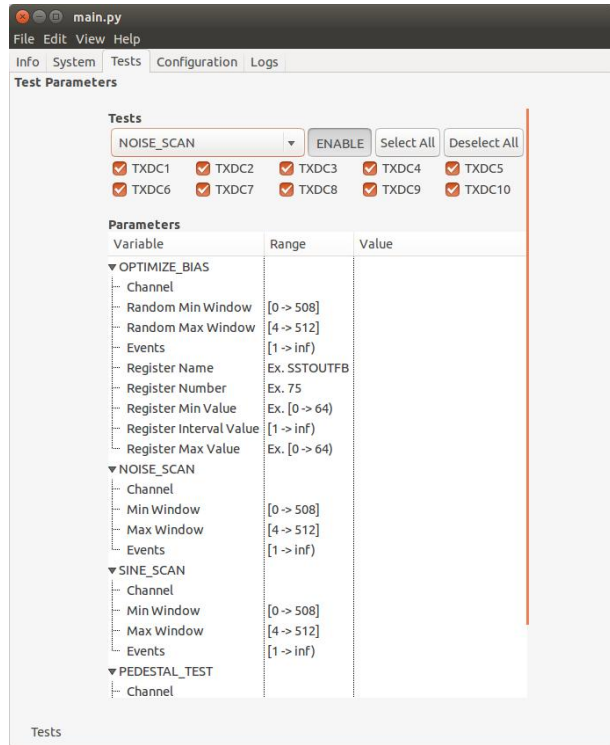 main.py
File Edit View Help
Info System Tests Configuration Logs
Test Parameters
Tests
NOISE_SCAN ENABLE Select All Deselect All
TXDC1 TXDC2 TXDC3 TXDC4 TXDC5
TXDC6 TXDC7 TXDC8 TXDC9 TXDC10
Parameters
Variable Range Value
OPTIMIZE_BIAS
Channel
Random Min Window [0 -> 508]
Random Max Window [4 -> 512]
Events [1 -> inf)
Register Name Ex. SSTOUTFB
Register Number Ex. 75
Register Min Value Ex. [0 -> 64)
Register Interval Value [1 -> inf)
Register Max Value Ex. [0 -> 64)
NOISE_SCAN
Channel
Min Window [0 -> 508]
Max Window [4 -> 512]
Events [1 -> inf)
SINE_SCAN
Channel
Min Window [0 -> 508]
Max Window [4 -> 512]
Events [1 -> inf)
PEDESTAL_TEST
Channel
Tests